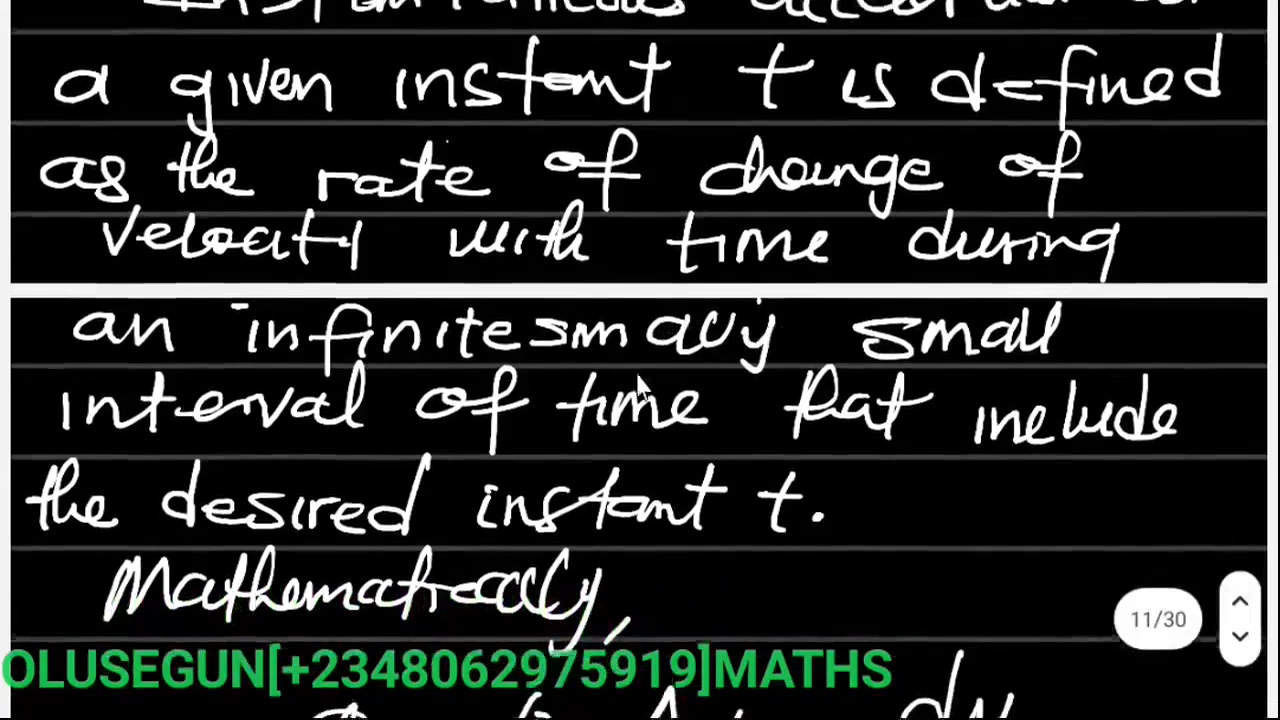 a given instant t is defined
as the rate of change of
velocity with time during
an infinitesmally small
interval of time that include
the desired instant t.
Mathematically,
11/30
OLUSEGUN[+2348062975919]MATHS